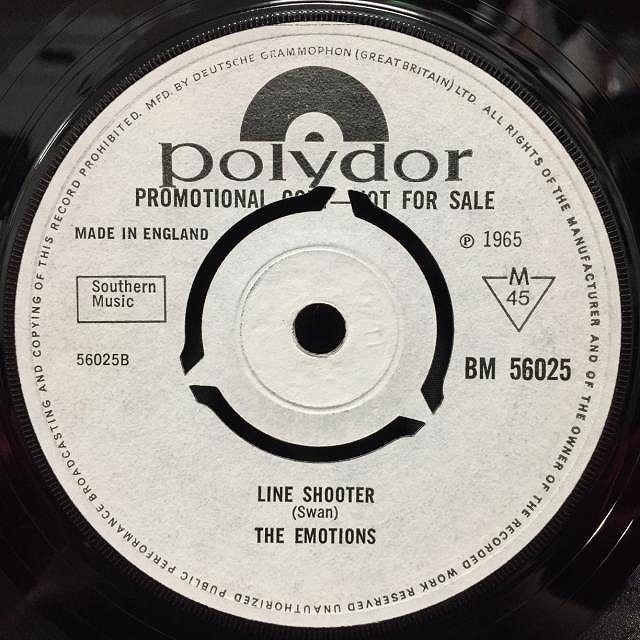 UNAUTHORIZED PUBLIC PERFORMANCE BROADCASTING AND COPYING OF THIS RECORD PROHIBITED. MFD. BY DEUTSCHE GRAMMOPHON (GREAT BRITAIN) LTD. ALL RIGHTS OF THE MANUFACTURER AND OF THE OWNER OF THE RECORDED WORK RESERVED
polydor
PROMOTIONAL NOT FOR SALE
MADE IN ENGLAND
℗ 1965
Southern
Music
M
45
56025B
BM 56025
LINE SHOOTER
(Swan)
THE EMOTIONS